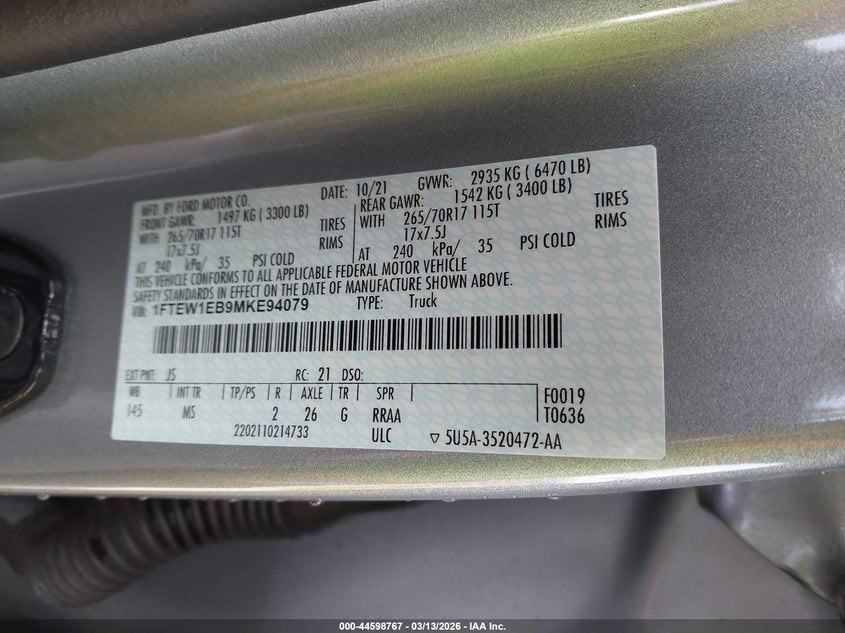 MFD. BY FORD MOTOR CO.
DATE: 10/21 GVWR: 2935 KG ( 6470 LB)
FRONT GAWR: 1497 KG ( 3300 LB)
REAR GAWR: 1542 KG ( 3400 LB)
WITH 265/70R17 115T TIRES
WITH 265/70R17 115T TIRES
17x7.5J RIMS
17x7.5J RIMS
AT 240 kPa/ 35 PSI COLD
AT 240 kPa/ 35 PSI COLD
THIS VEHICLE CONFORMS TO ALL APPLICABLE FEDERAL MOTOR VEHICLE
SAFETY STANDARDS IN EFFECT ON THE DATE OF MANUFACTURE SHOWN ABOVE.
VIN: 1FTEW1EB9MKE94079 TYPE: Truck
EXT PNT: JS RC: 21 DSO:
WB INT TR TP/PS R AXLE TR SPR F0019
145 MS 2 26 G RRAA T0636
2202110214733 ULC ▽ 5U5A-3520472-AA
000-44598767 | 03/13/2026 | IAA Inc.